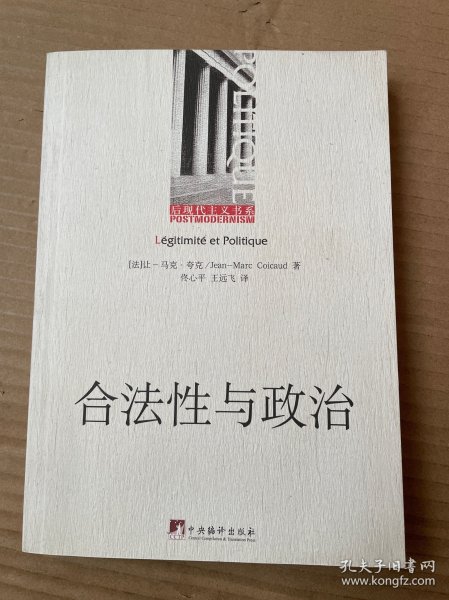 POLITIQUE
后现代主义书系
POSTMODERNISM
Légitimité et Politique
[法]让-马克·夸克/Jean-Marc Coicaud 著
佟心平 王远飞 译
合法性与政治
中央编译出版社
Central Compilation & Translation Press
孔夫子旧书网
www.kongfz.com